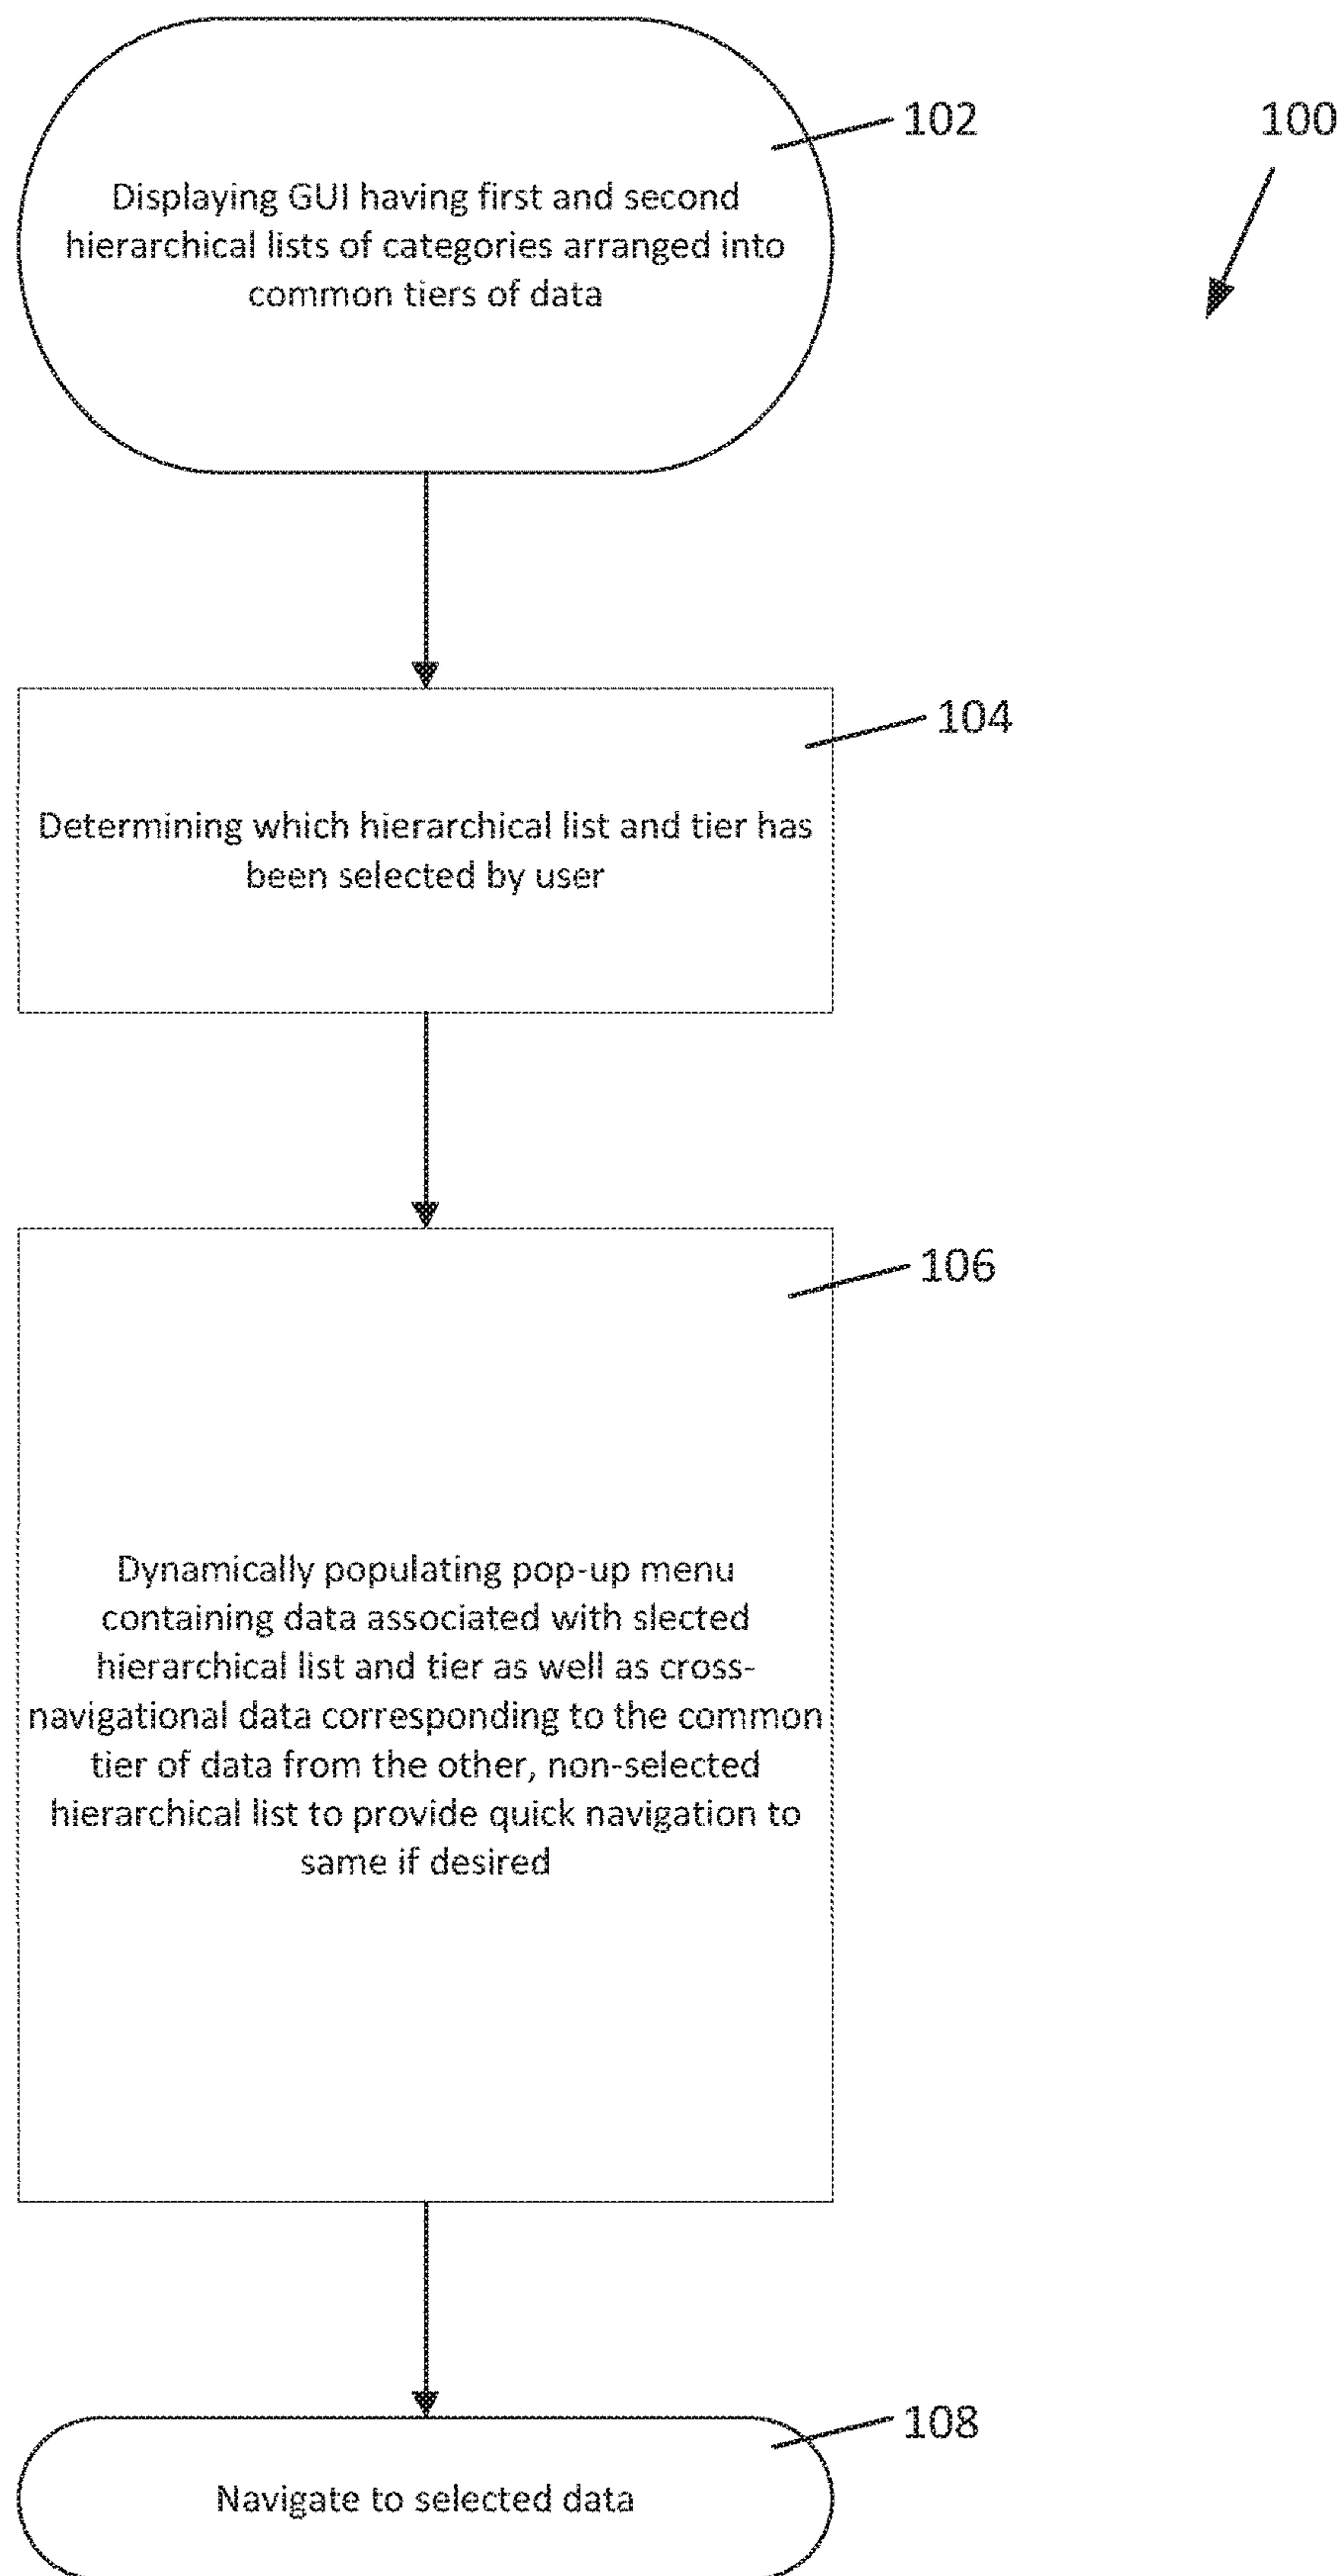 102
100
Displaying GUI having first and second
hierarchical lists of categories arranged into
common tiers of data
104
Determining which hierarchical list and tier has
been selected by user
106
Dynamically populating pop-up menu
containing data associated with slected
hierarchical list and tier as well as cross-
navigational data corresponding to the common
tier of data from the other, non-selected
hierarchical list to provide quick navigation to
same if desired
108
Navigate to selected data